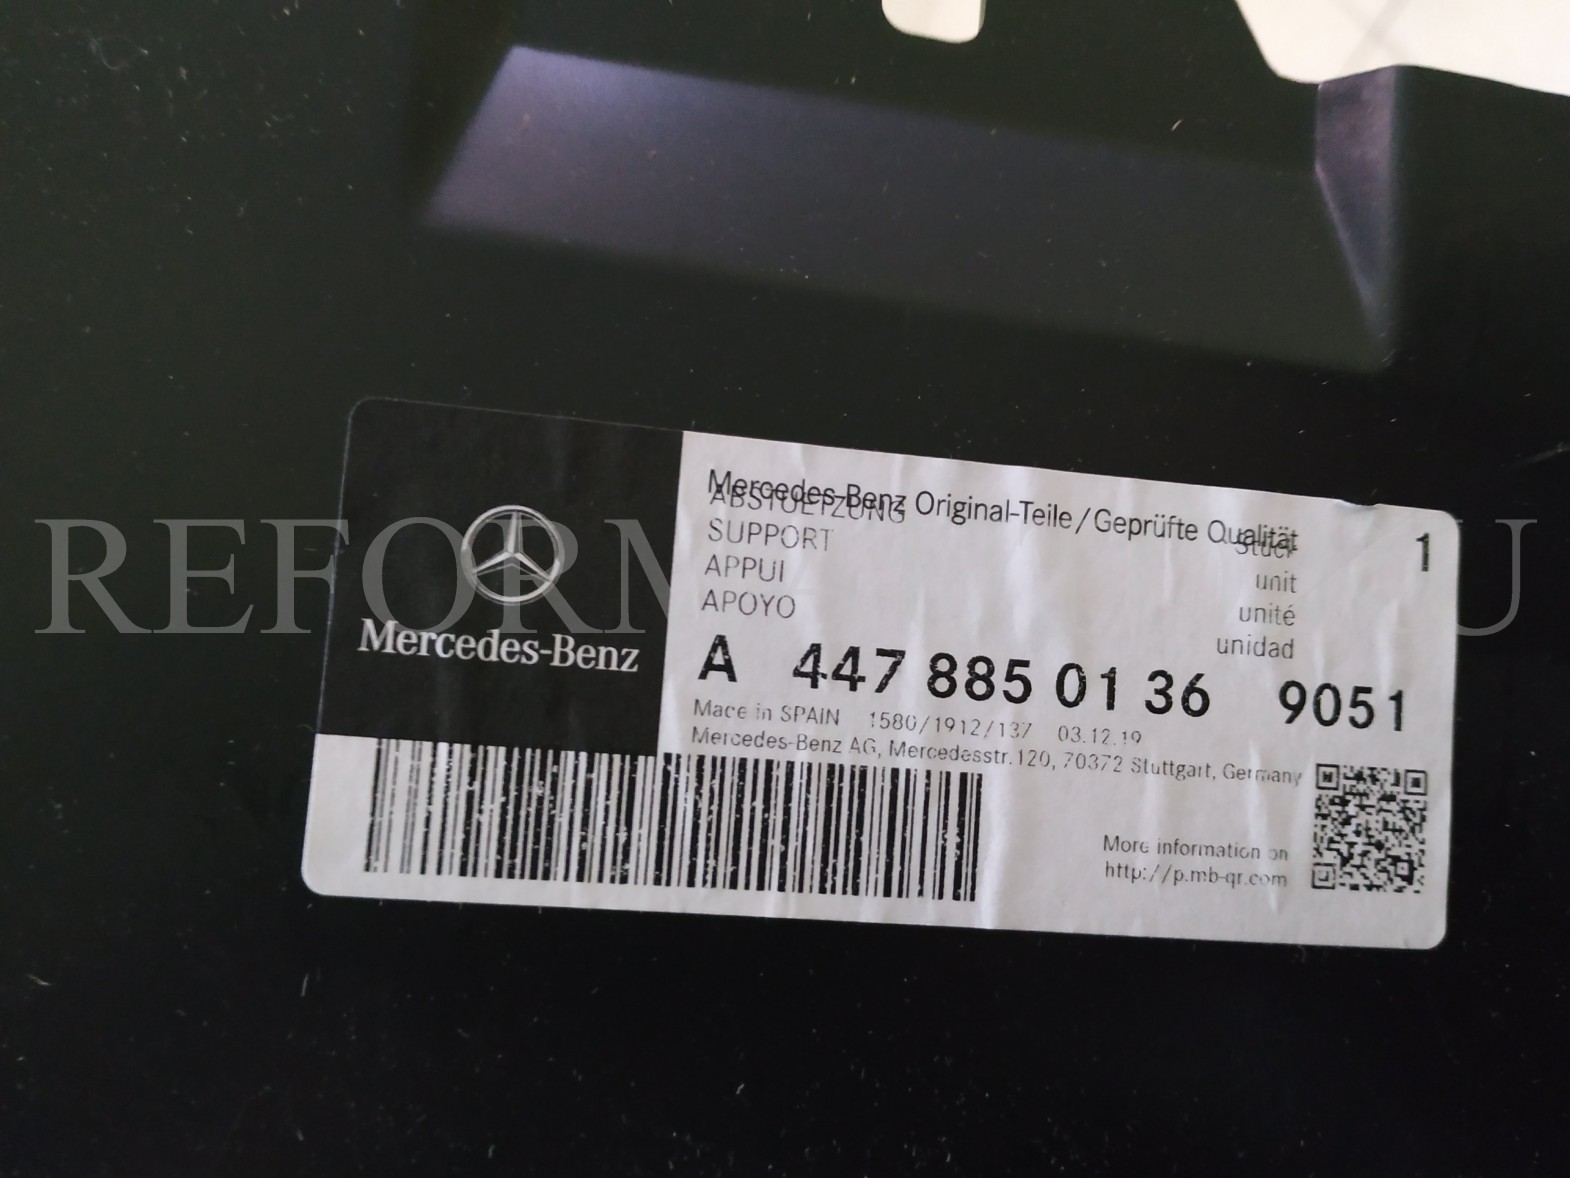 Mercedes-Benz Original-Teile/Geprüfte Qualität
ABSTUETZUNG Stück 1
SUPPORT unit
APPUI unité
APOYO unidad
Mercedes-Benz
A 447 885 01 36 9051
Made in SPAIN 1580/1912/137 03.12.19
Mercedes-Benz AG, Mercedesstr.120, 70372 Stuttgart, Germany
More information on
http://p.mb-qr.com